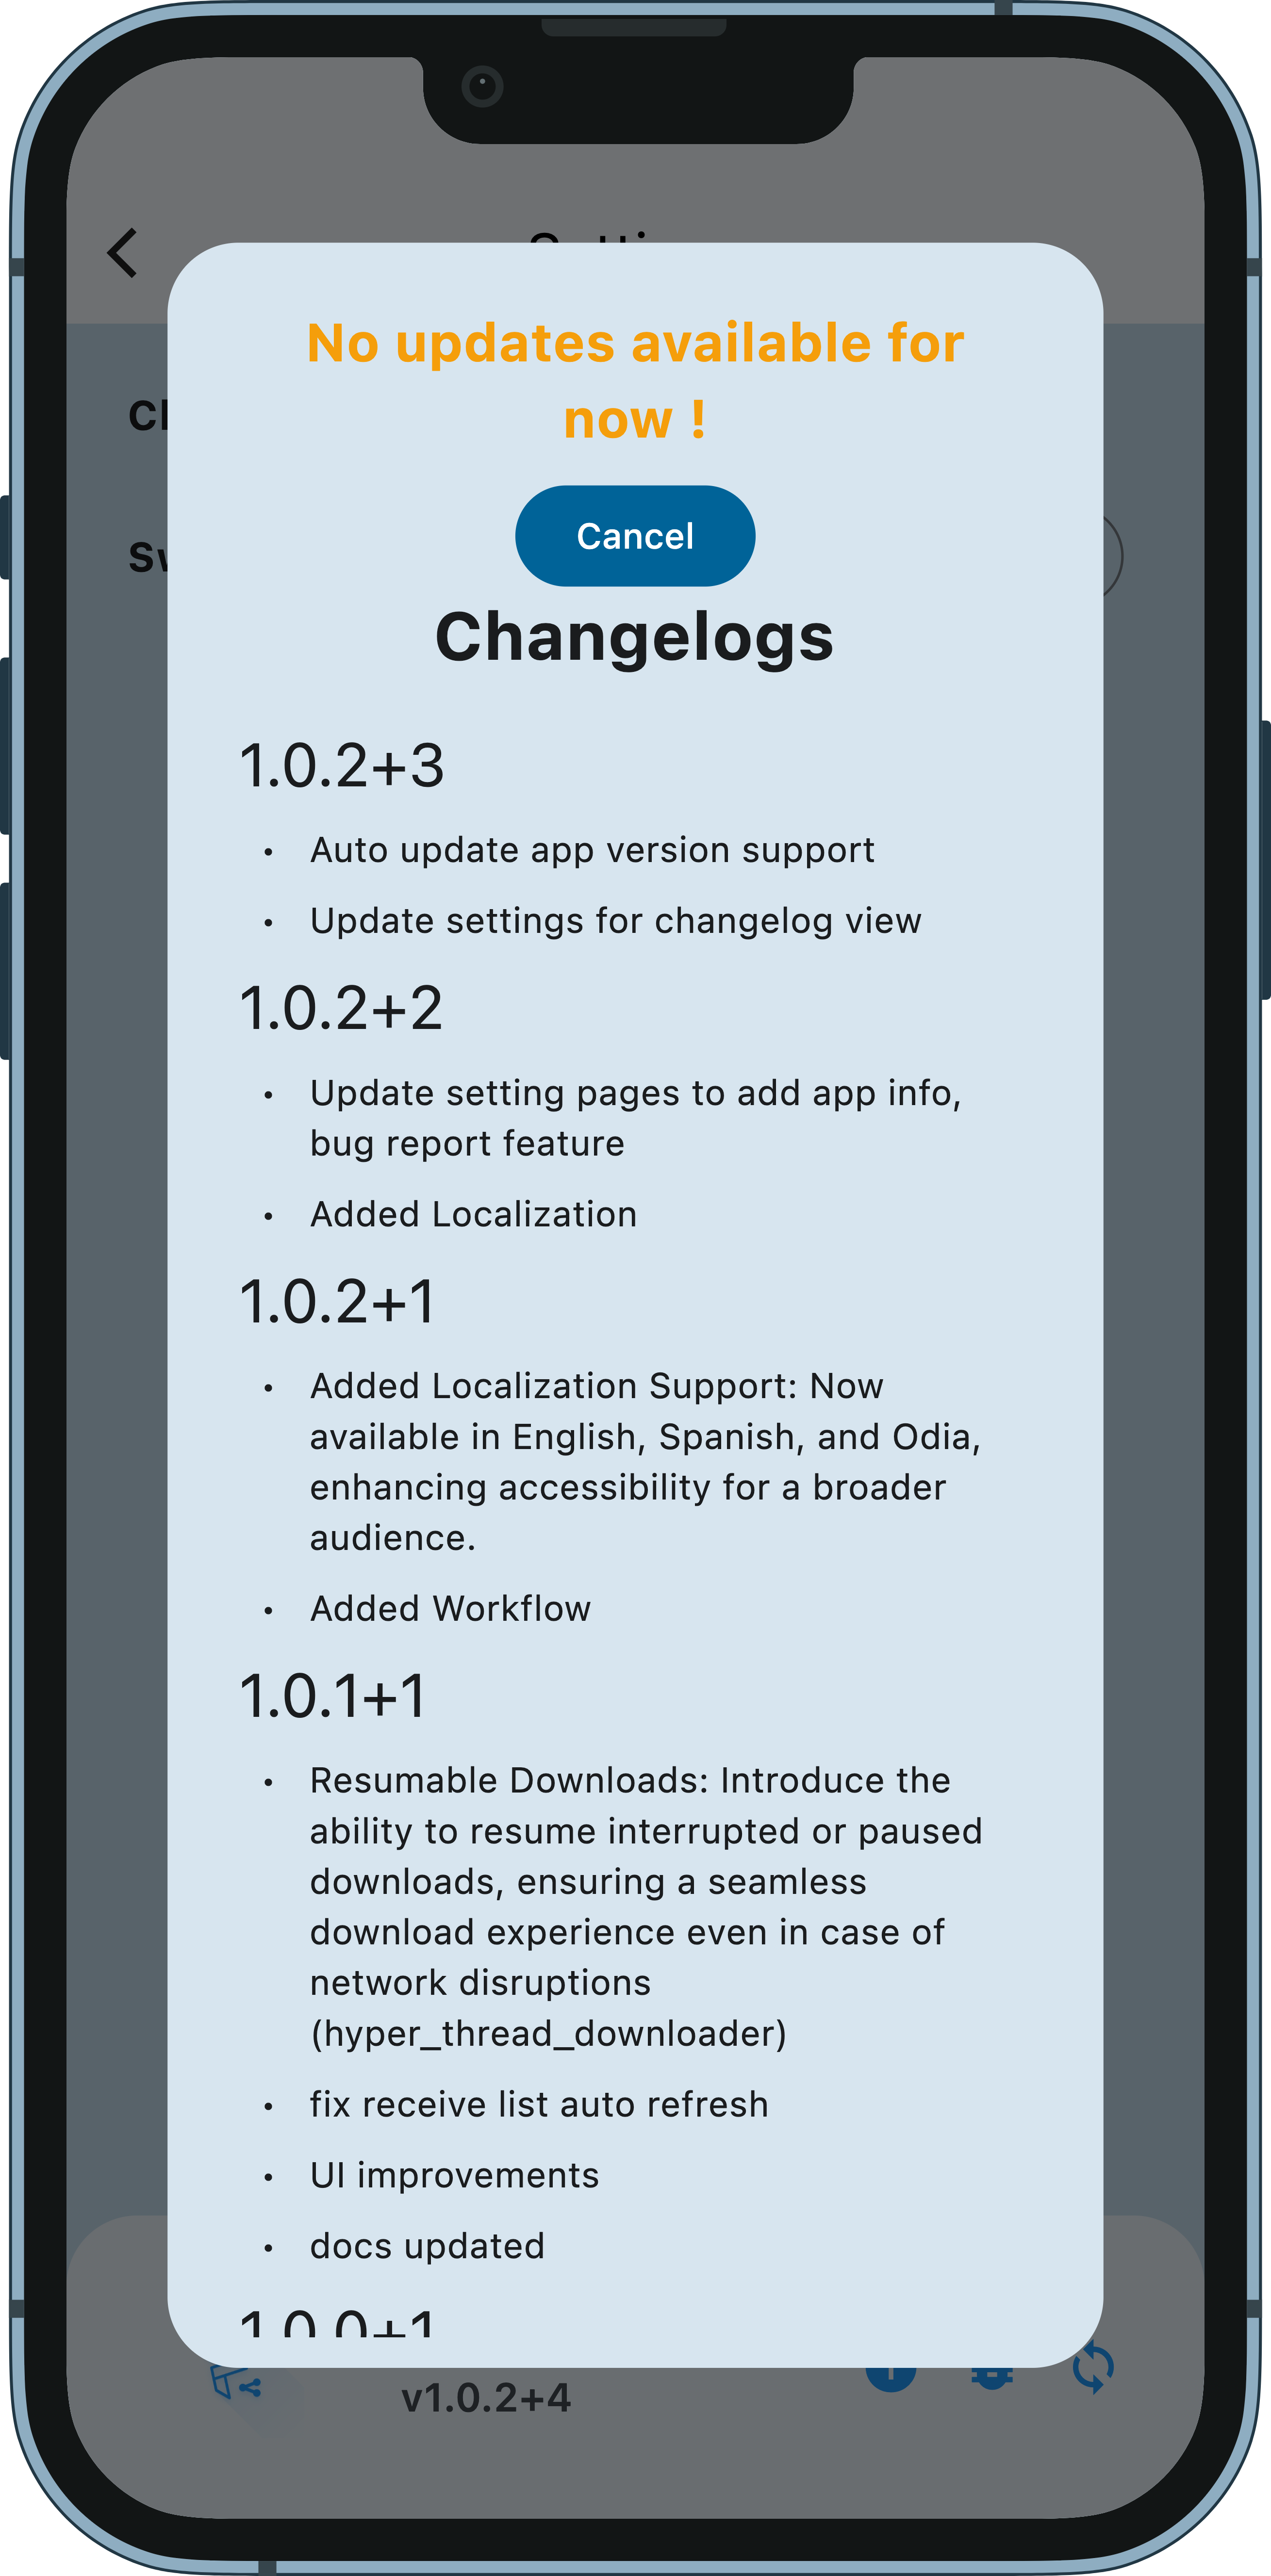 No updates available for
now !
Cancel
Changelogs
1.0.2+3
• Auto update app version support
• Update settings for changelog view
1.0.2+2
• Update setting pages to add app info,
bug report feature
• Added Localization
1.0.2+1
• Added Localization Support: Now
available in English, Spanish, and Odia,
enhancing accessibility for a broader
audience.
• Added Workflow
1.0.1+1
• Resumable Downloads: Introduce the
ability to resume interrupted or paused
downloads, ensuring a seamless
download experience even in case of
network disruptions
(hyper_thread_downloader)
• fix receive list auto refresh
• UI improvements
• docs updated
1.0.0+1
v1.0.2+4